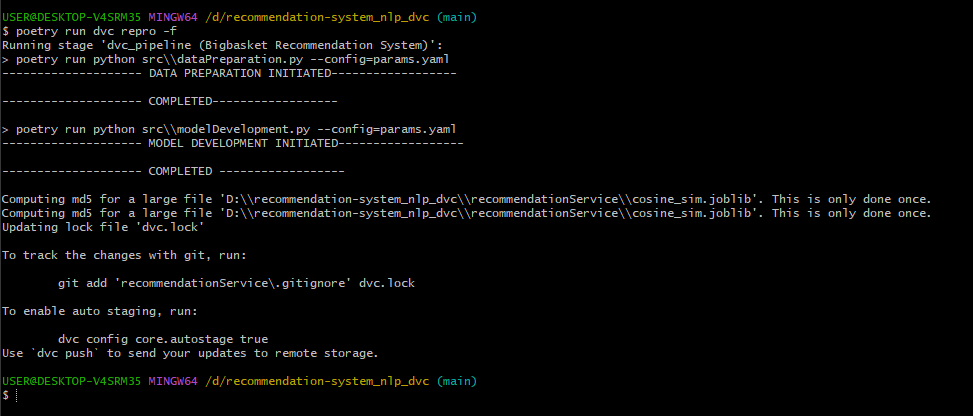 USER@DESKTOP-V4SRM35 MINGW64 /d/recommendation-system_nlp_dvc (main)
$ poetry run dvc repro -f
Running stage 'dvc_pipeline (Bigbasket Recommendation System)':
> poetry run python src\\dataPreparation.py --config=params.yaml
-------------------- DATA PREPARATION INITIATED------------------
-------------------- COMPLETED------------------
> poetry run python src\\modelDevelopment.py --config=params.yaml
-------------------- MODEL DEVELOPMENT INITIATED------------------
-------------------- COMPLETED ------------------
Computing md5 for a large file 'D:\\recommendation-system_nlp_dvc\\recommendationService\\cosine_sim.joblib'. This is only done once.
Computing md5 for a large file 'D:\\recommendation-system_nlp_dvc\\recommendationService\\cosine_sim.joblib'. This is only done once.
Updating lock file 'dvc.lock'
To track the changes with git, run:
git add 'recommendationService\.gitignore' dvc.lock
To enable auto staging, run:
dvc config core.autostage true
Use `dvc push` to send your updates to remote storage.
USER@DESKTOP-V4SRM35 MINGW64 /d/recommendation-system_nlp_dvc (main)
$